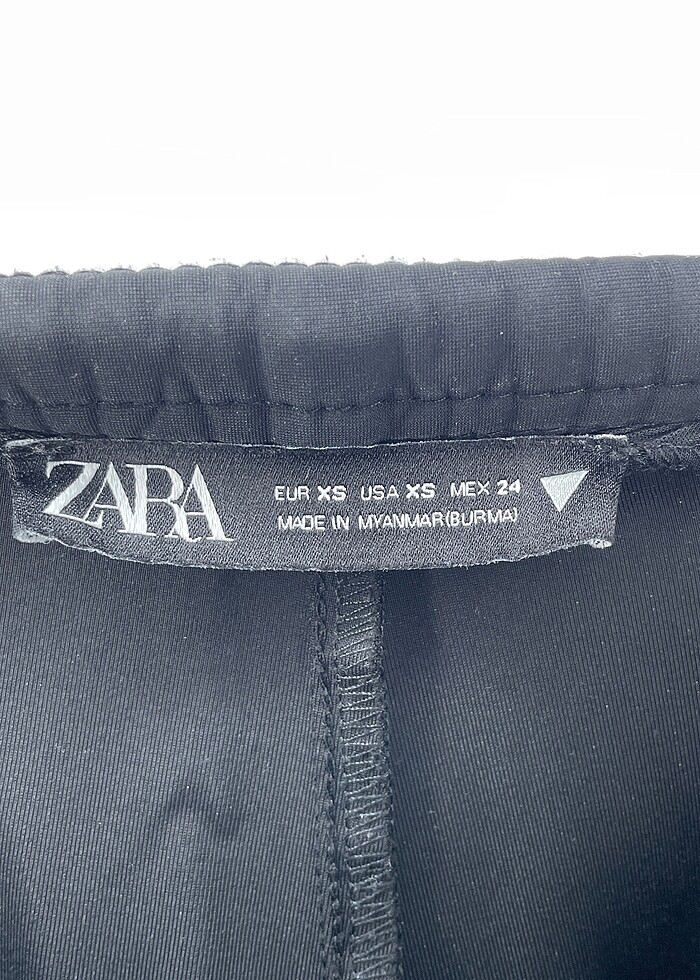 ZARA
EUR XS USA XS MEX 24
MADE IN MYANMAR(BURMA)